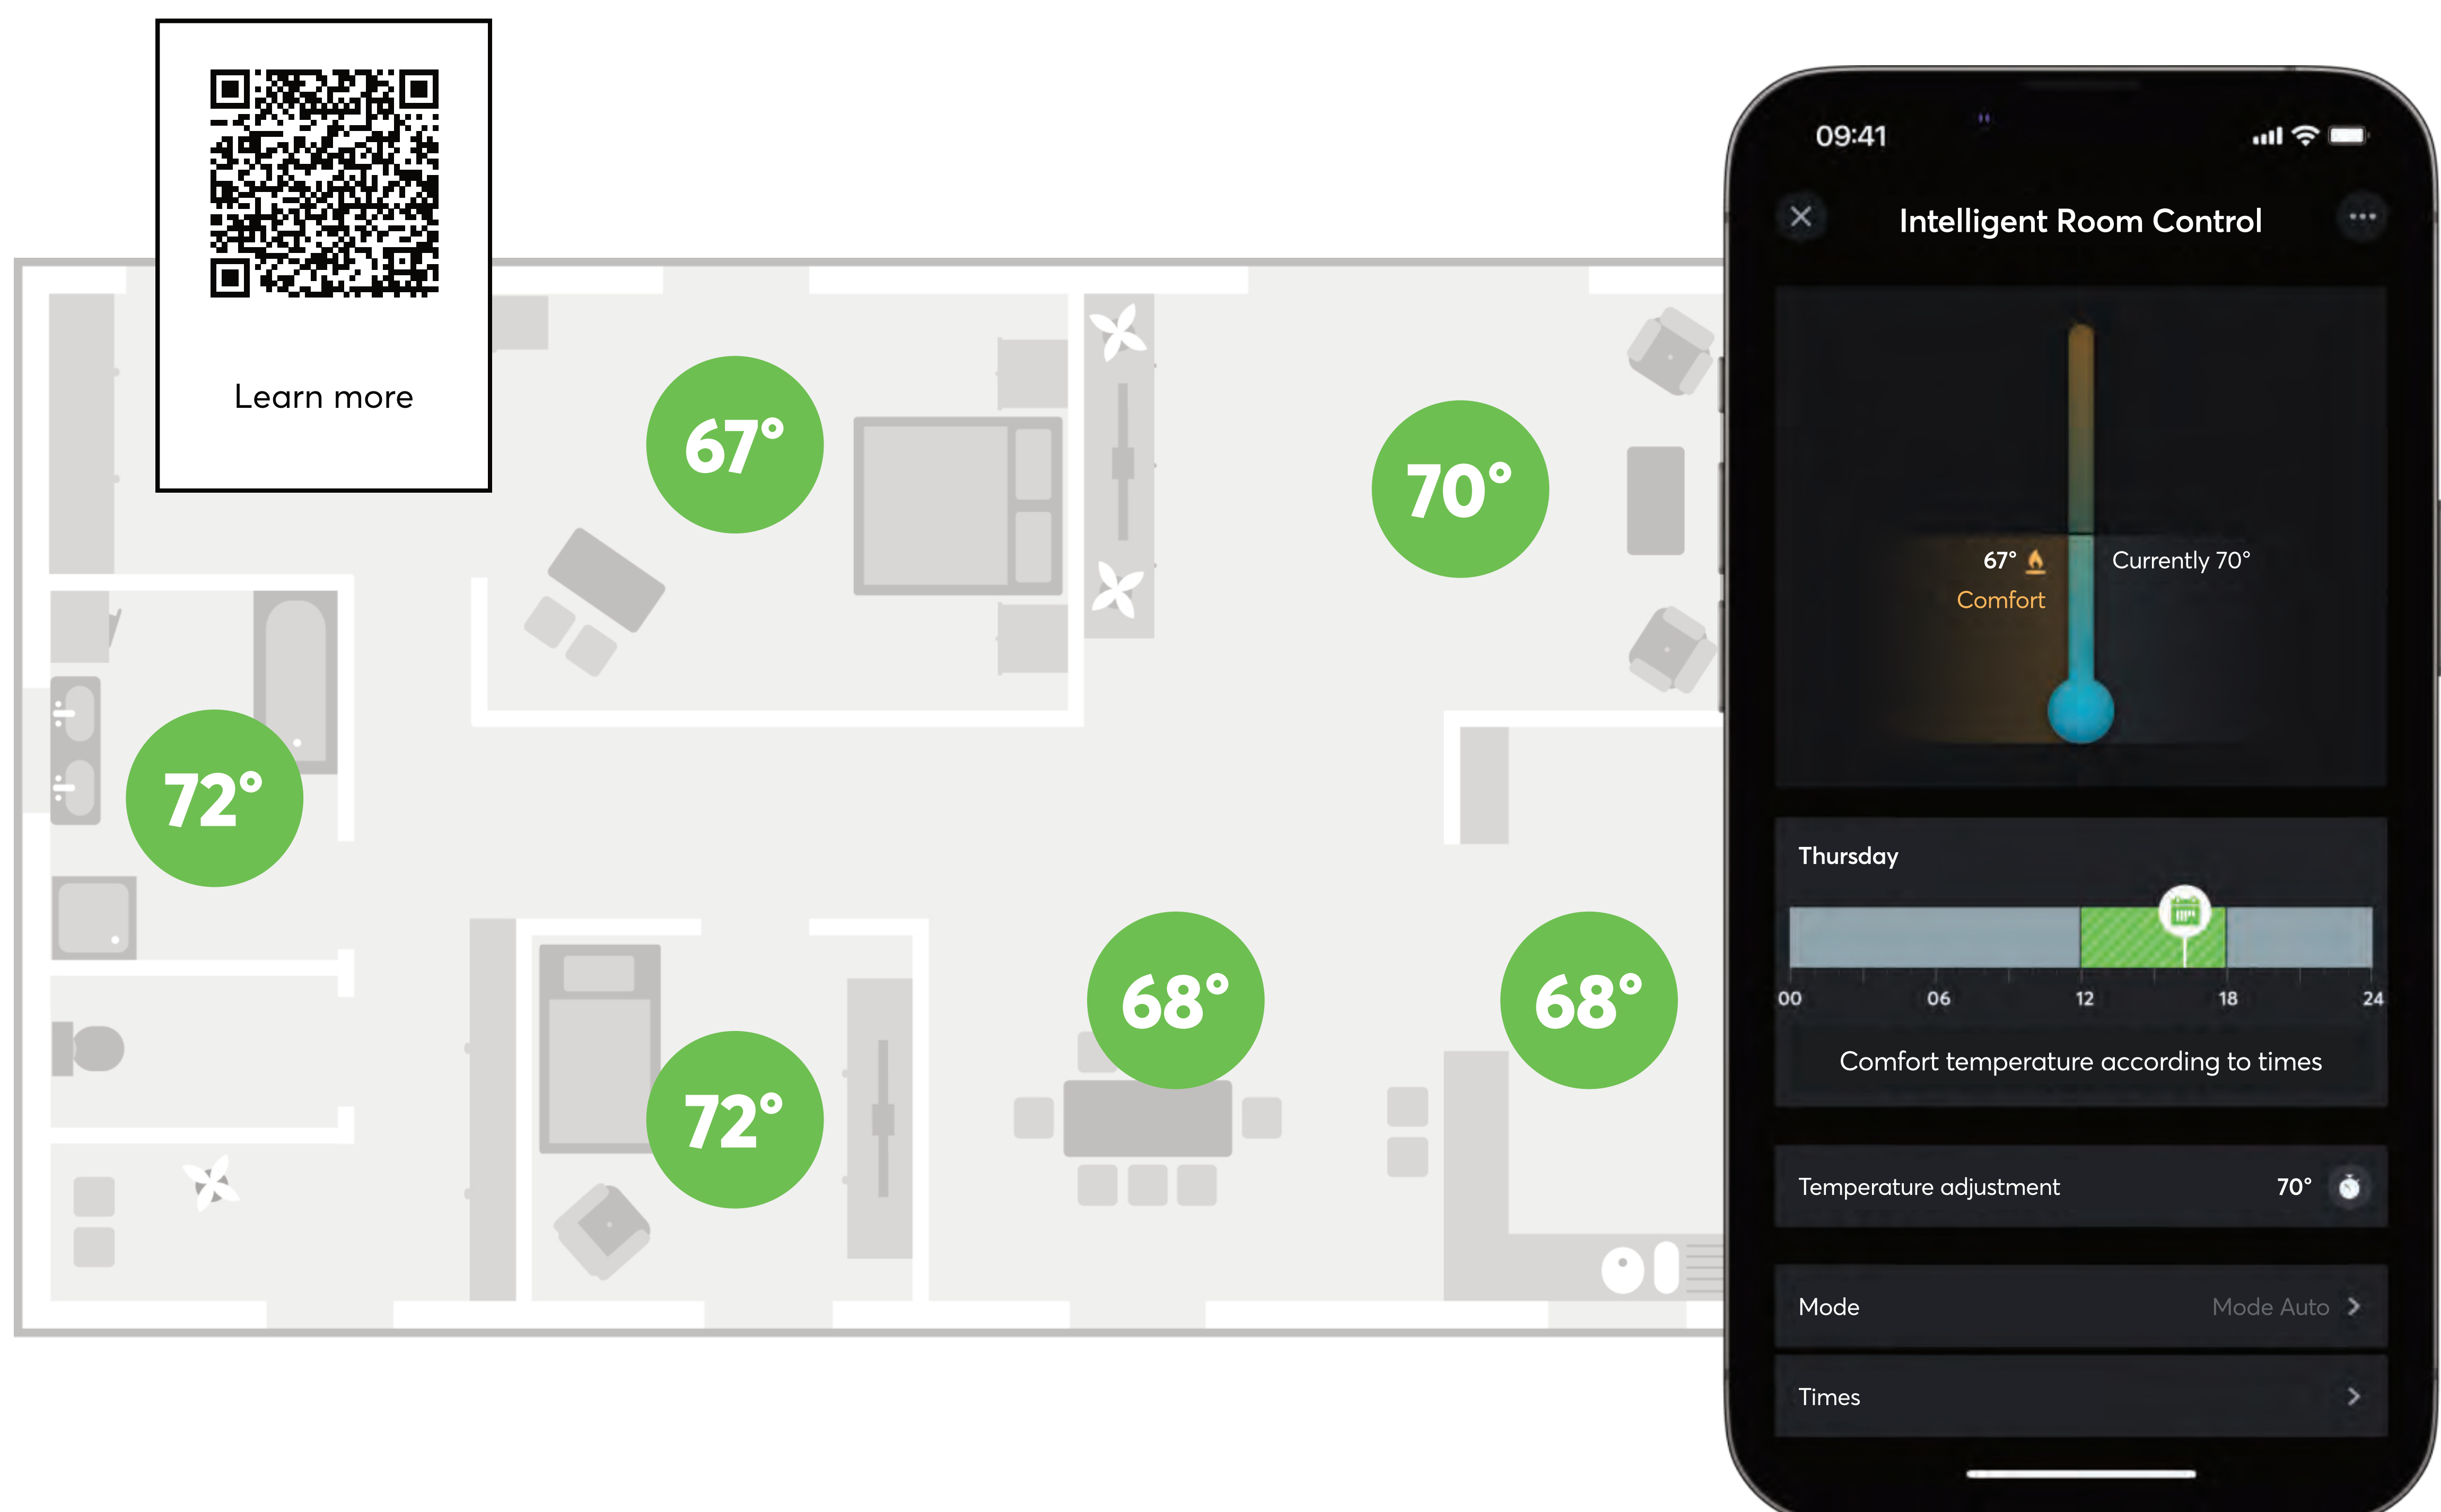 Learn more
67°
70°
72°
68°
68°
72°
09:41
Intelligent Room Control
67°
Currently 70°
Comfort
Thursday
00 06 12 18 24
Comfort temperature according to times
Temperature adjustment 70°
Mode Mode Auto
Times